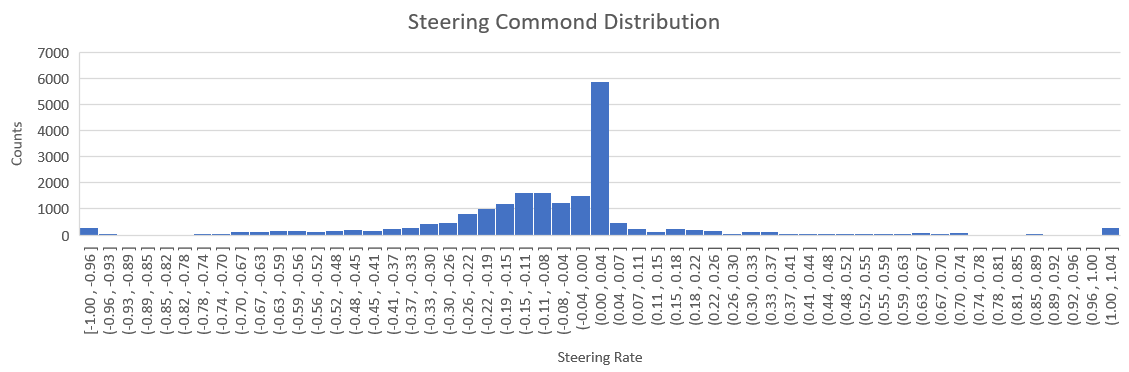 Steering Commond Distribution
7000
6000
5000
4000
3000
2000
1000
0
Counts
[-1.00 , -0.96]
(-0.96 , -0.93]
(-0.93 , -0.89]
(-0.89 , -0.85]
(-0.85 , -0.82]
(-0.82 , -0.78]
(-0.78 , -0.74]
(-0.74 , -0.70]
(-0.70 , -0.67]
(-0.67 , -0.63]
(-0.63 , -0.59]
(-0.59 , -0.56]
(-0.56 , -0.52]
(-0.52 , -0.48]
(-0.48 , -0.45]
(-0.45 , -0.41]
(-0.41 , -0.37]
(-0.37 , -0.33]
(-0.33 , -0.30]
(-0.30 , -0.26]
(-0.26 , -0.22]
(-0.22 , -0.19]
(-0.19 , -0.15]
(-0.15 , -0.11]
(-0.11 , -0.08]
(-0.08 , -0.04]
(-0.04 , 0.00]
(0.00 , 0.04]
(0.04 , 0.07]
(0.07 , 0.11]
(0.11 , 0.15]
(0.15 , 0.18]
(0.18 , 0.22]
(0.22 , 0.26]
(0.26 , 0.30]
(0.30 , 0.33]
(0.33 , 0.37]
(0.37 , 0.41]
(0.41 , 0.44]
(0.44 , 0.48]
(0.48 , 0.52]
(0.52 , 0.55]
(0.55 , 0.59]
(0.59 , 0.63]
(0.63 , 0.67]
(0.67 , 0.70]
(0.70 , 0.74]
(0.74 , 0.78]
(0.78 , 0.81]
(0.81 , 0.85]
(0.85 , 0.89]
(0.89 , 0.92]
(0.92 , 0.96]
(0.96 , 1.00]
(1.00 , 1.04]
Steering Rate